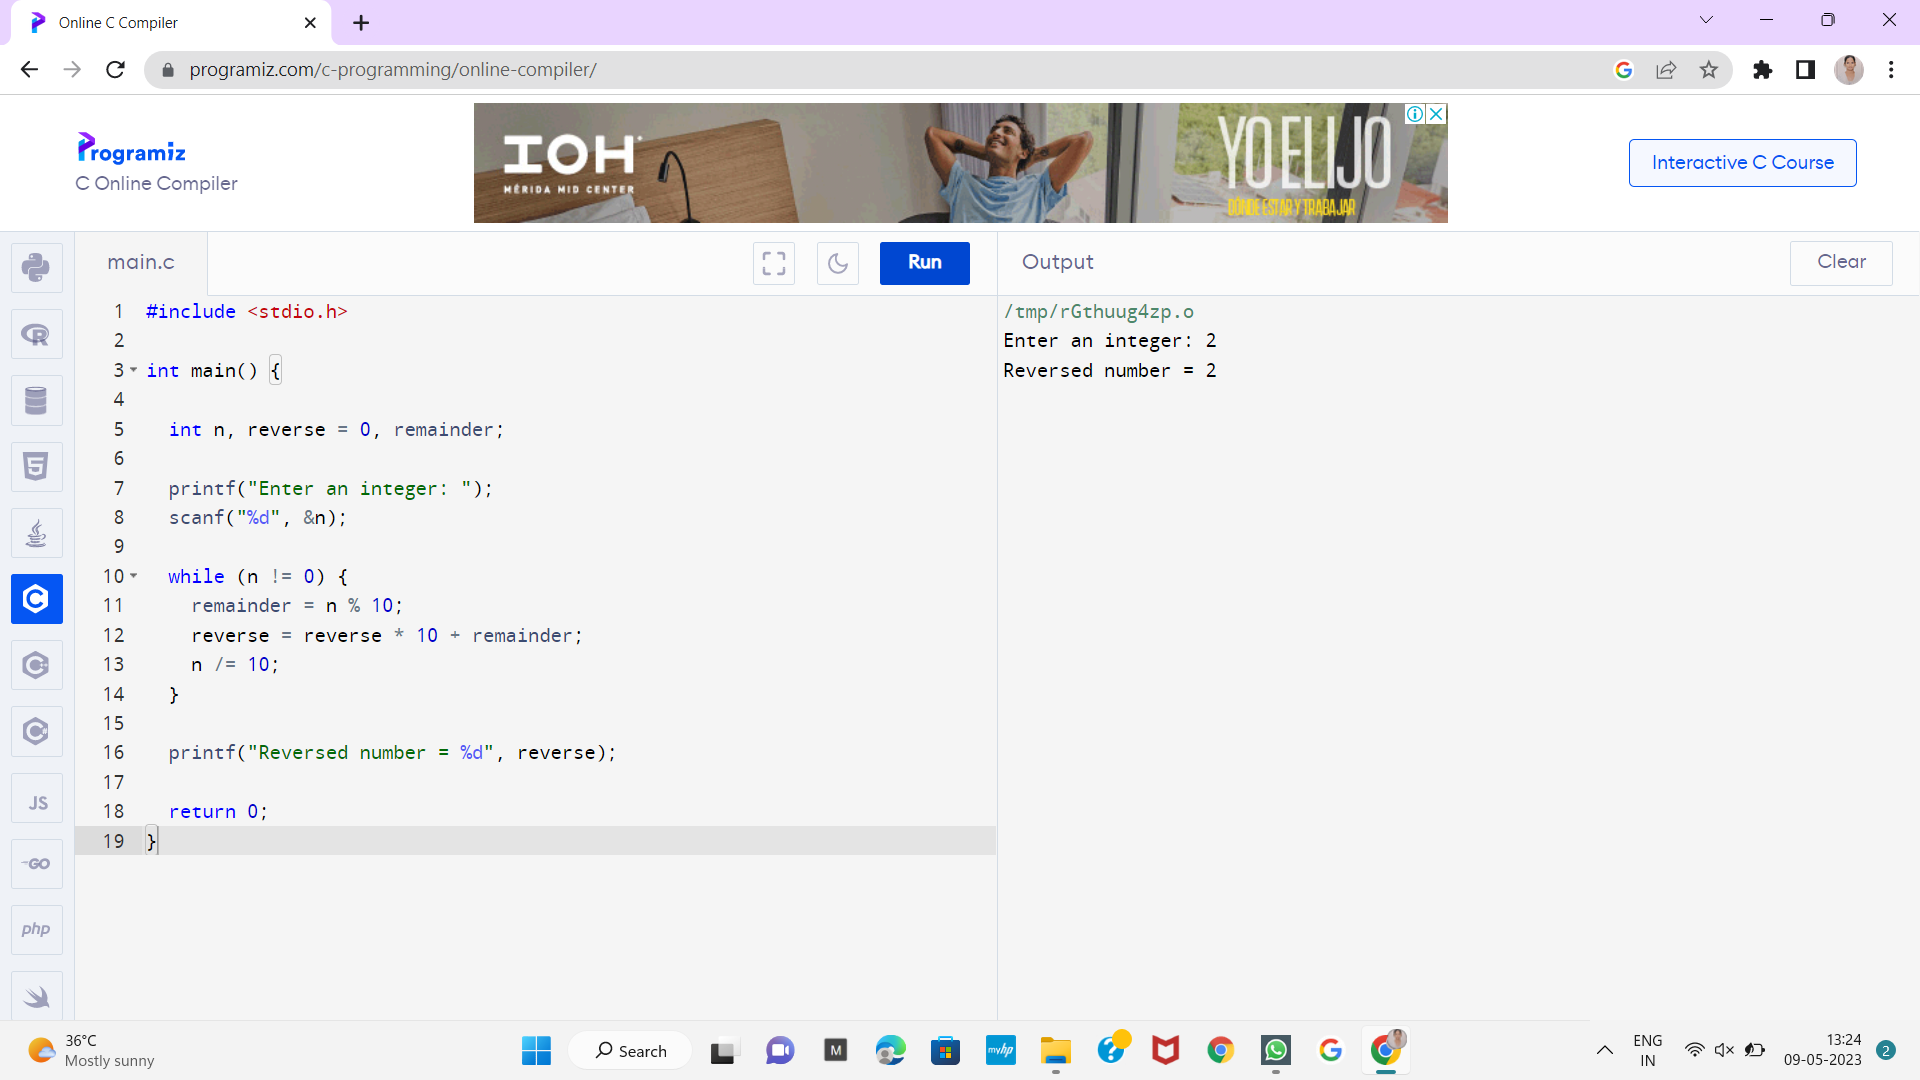 Online C Compiler
programiz.com/c-programming/online-compiler/
Programiz
C Online Compiler
IOH
MÉRIDA MID CENTER
YO ELIJO
DÓNDE ESTAR Y TRABAJAR
Interactive C Course
main.c
Run
Output
Clear
1 #include <stdio.h>
2
3 int main() {
4
5 int n, reverse = 0, remainder;
6
7 printf("Enter an integer: ");
8 scanf("%d", &n);
9
10 while (n != 0) {
11 remainder = n % 10;
12 reverse = reverse * 10 + remainder;
13 n /= 10;
14 }
15
16 printf("Reversed number = %d", reverse);
17
18 return 0;
19 }
/tmp/rGthuug4zp.o
Enter an integer: 2
Reversed number = 2
R
5
C
JS
GO
php
36°C
Mostly sunny
Search
M
myhp
G
ENG
IN
13:24
09-05-2023
2